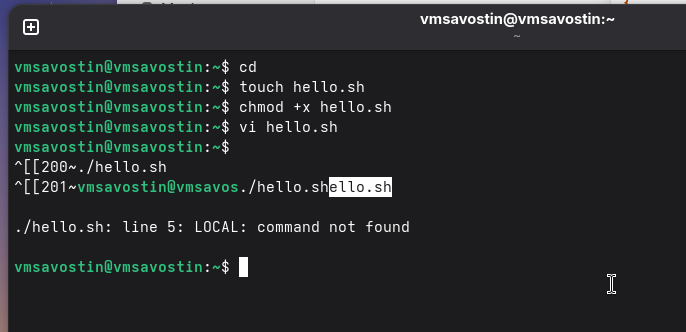 vmsavostin@vmsavostin:~
~
vmsavostin@vmsavostin:~$ cd
vmsavostin@vmsavostin:~$ touch hello.sh
vmsavostin@vmsavostin:~$ chmod +x hello.sh
vmsavostin@vmsavostin:~$ vi hello.sh
vmsavostin@vmsavostin:~$
^[[200~./hello.sh
^[[201~vmsavostin@vmsavos./hello.shello.sh
./hello.sh: line 5: LOCAL: command not found
vmsavostin@vmsavostin:~$